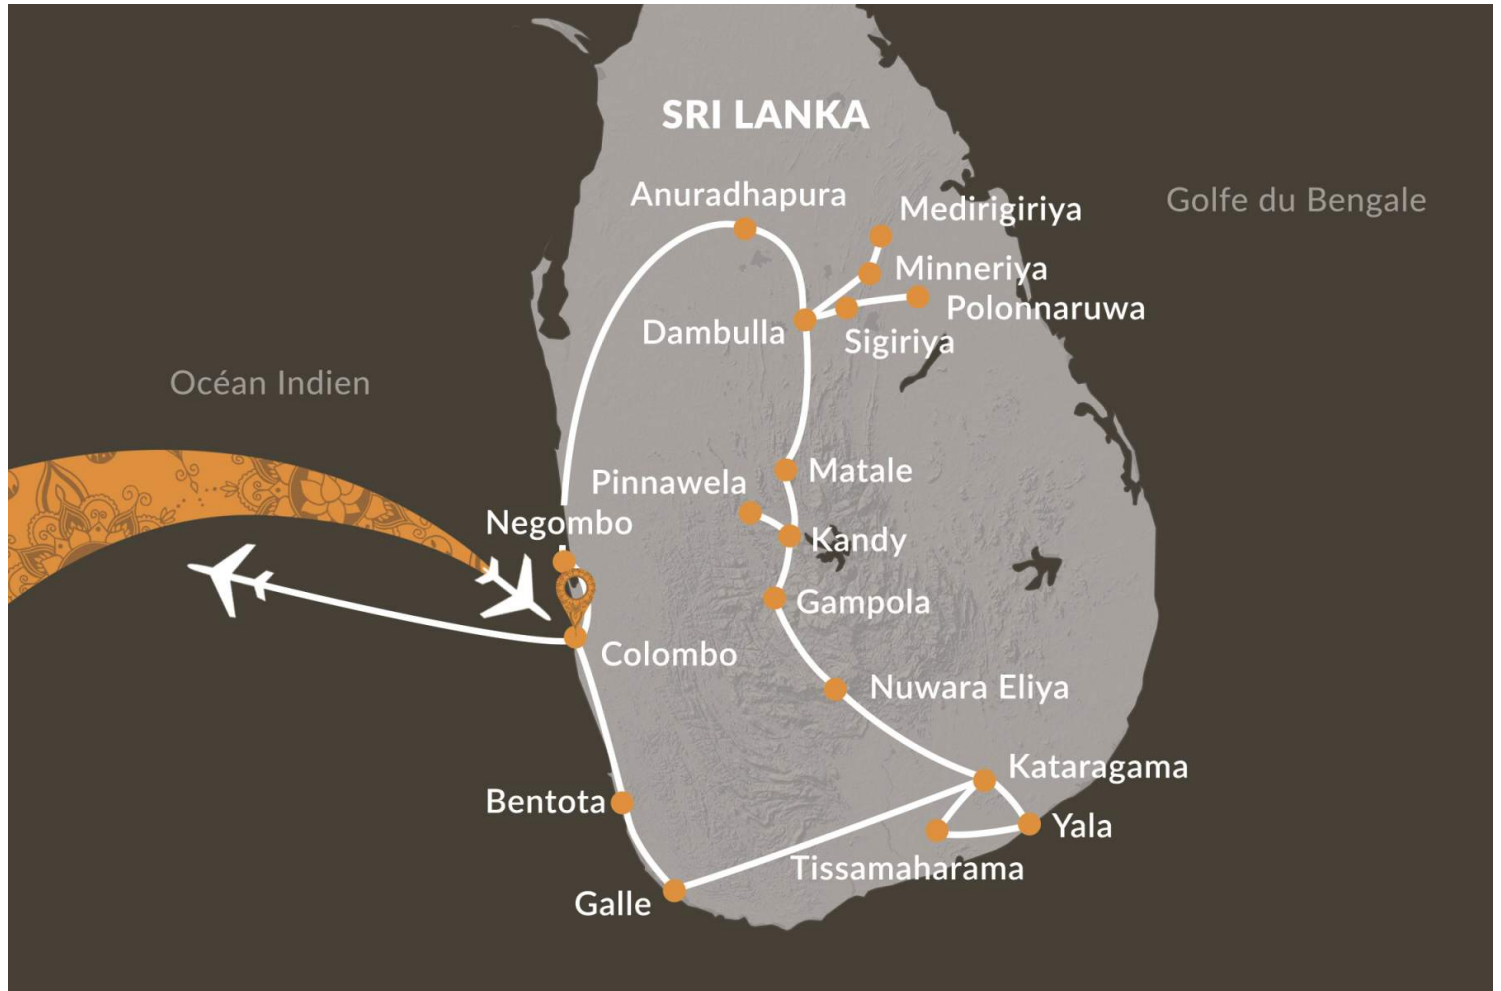 SRI LANKA
Anuradhapura
Medirigiriya
Golfe du Bengale
Minneriya
Polonnaruwa
Dambulla
Sigiriya
Océan Indien
Matale
Pinnawela
Negombo
Kandy
Gampola
Colombo
Nuwara Eliya
Kataragama
Bentota
Yala
Tissamaharama
Galle